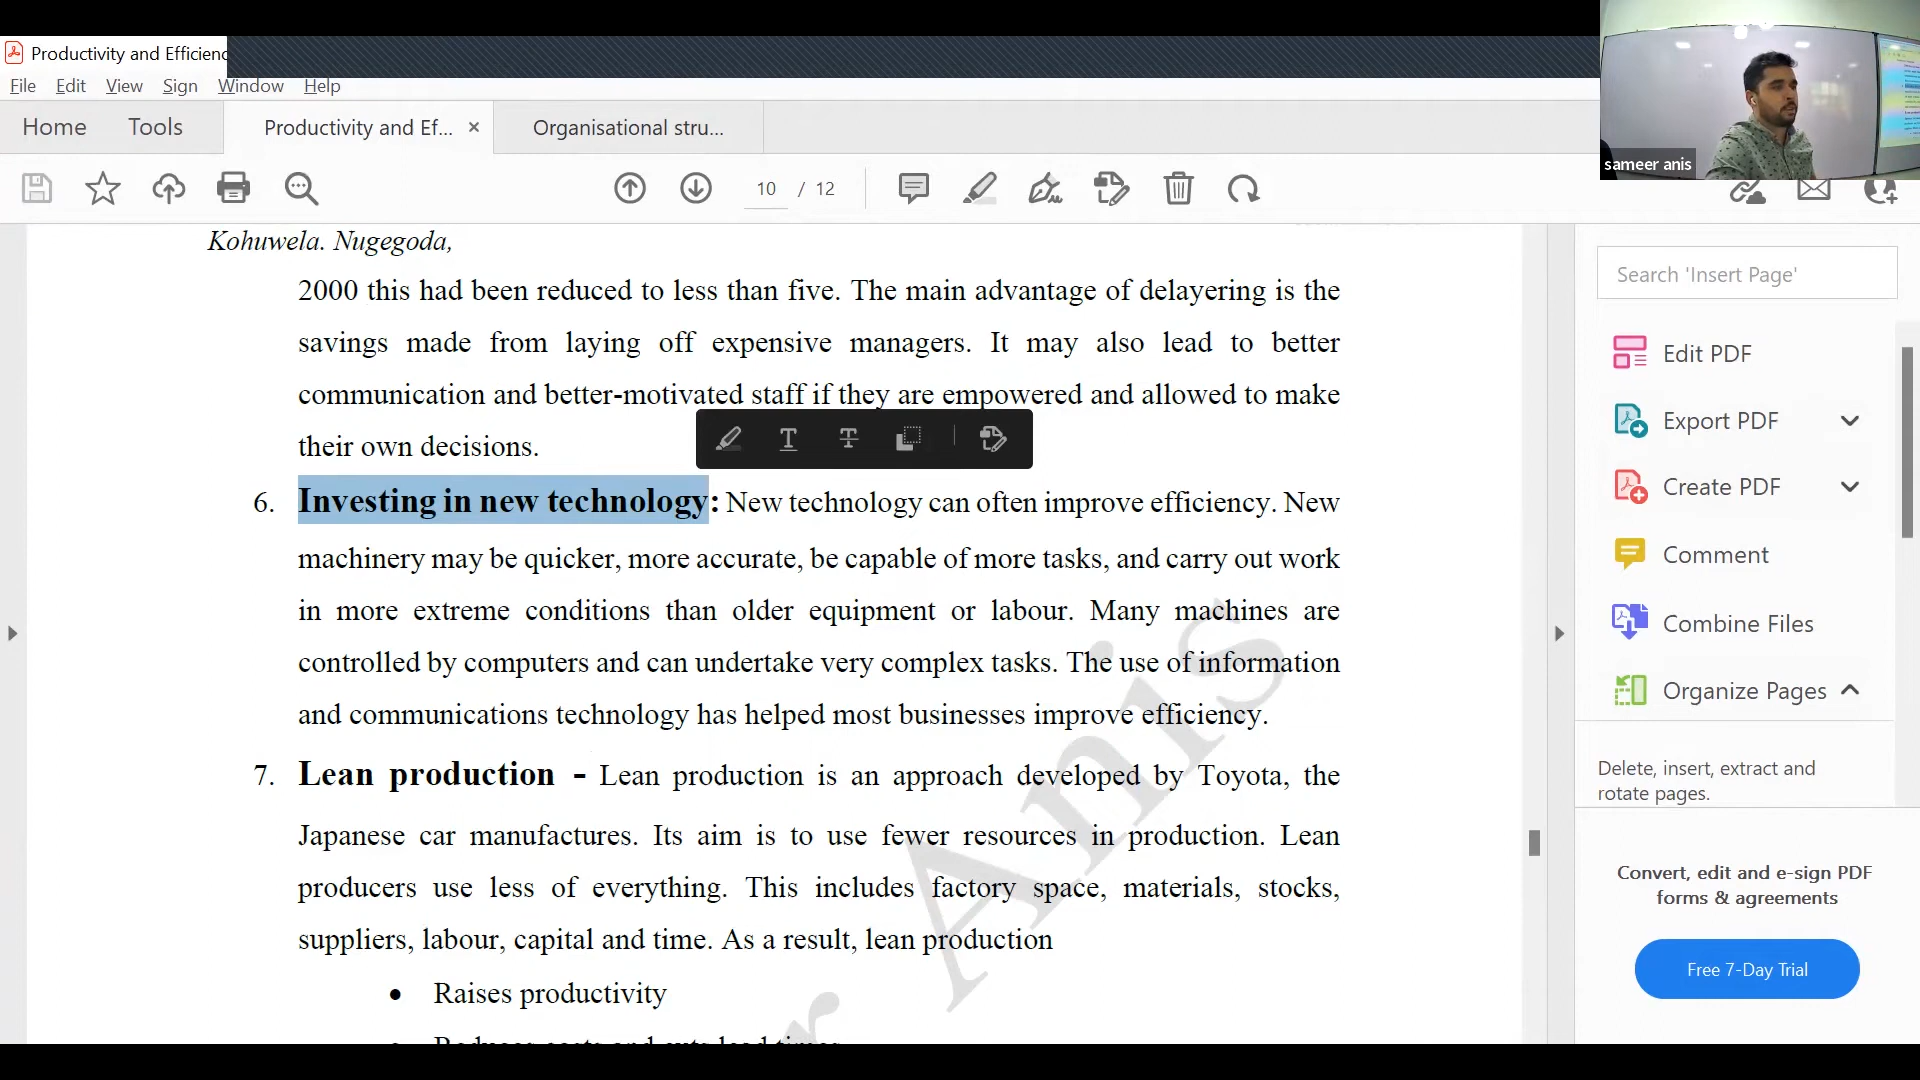 Productivity and Efficienc
File Edit View Sign Window Help
Home Tools Productivity and Ef... × Organisational stru...
sameer anis
10 / 12
Kohuwela. Nugegoda,
2000 this had been reduced to less than five. The main advantage of delayering is the
savings made from laying off expensive managers. It may also lead to better
communication and better-motivated staff if they are empowered and allowed to make
their own decisions.
6. Investing in new technology: New technology can often improve efficiency. New
machinery may be quicker, more accurate, be capable of more tasks, and carry out work
in more extreme conditions than older equipment or labour. Many machines are
controlled by computers and can undertake very complex tasks. The use of information
and communications technology has helped most businesses improve efficiency.
7. Lean production - Lean production is an approach developed by Toyota, the
Japanese car manufactures. Its aim is to use fewer resources in production. Lean
producers use less of everything. This includes factory space, materials, stocks,
suppliers, labour, capital and time. As a result, lean production
• Raises productivity
• Reduces costs and cuts lead times
r Anis
Search 'Insert Page'
Edit PDF
Export PDF
Create PDF
Comment
Combine Files
Organize Pages
Delete, insert, extract and
rotate pages.
Convert, edit and e-sign PDF
forms & agreements
Free 7-Day Trial